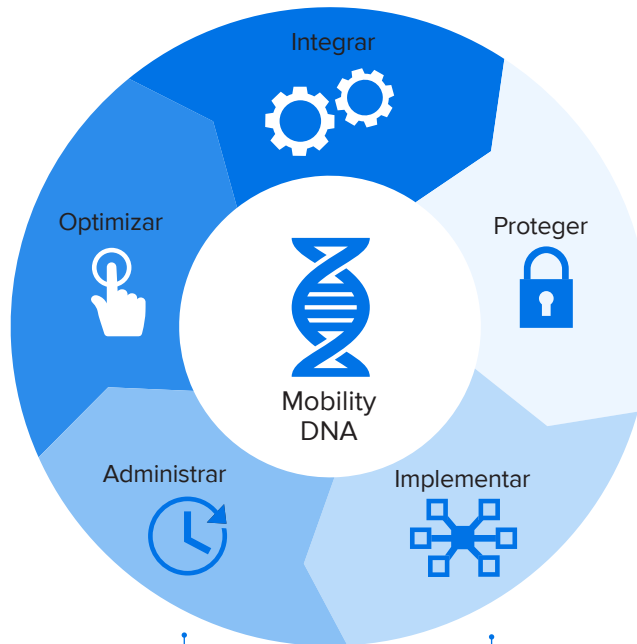 Integrar
Optimizar
Proteger
Mobility
DNA
Administrar
Implementar